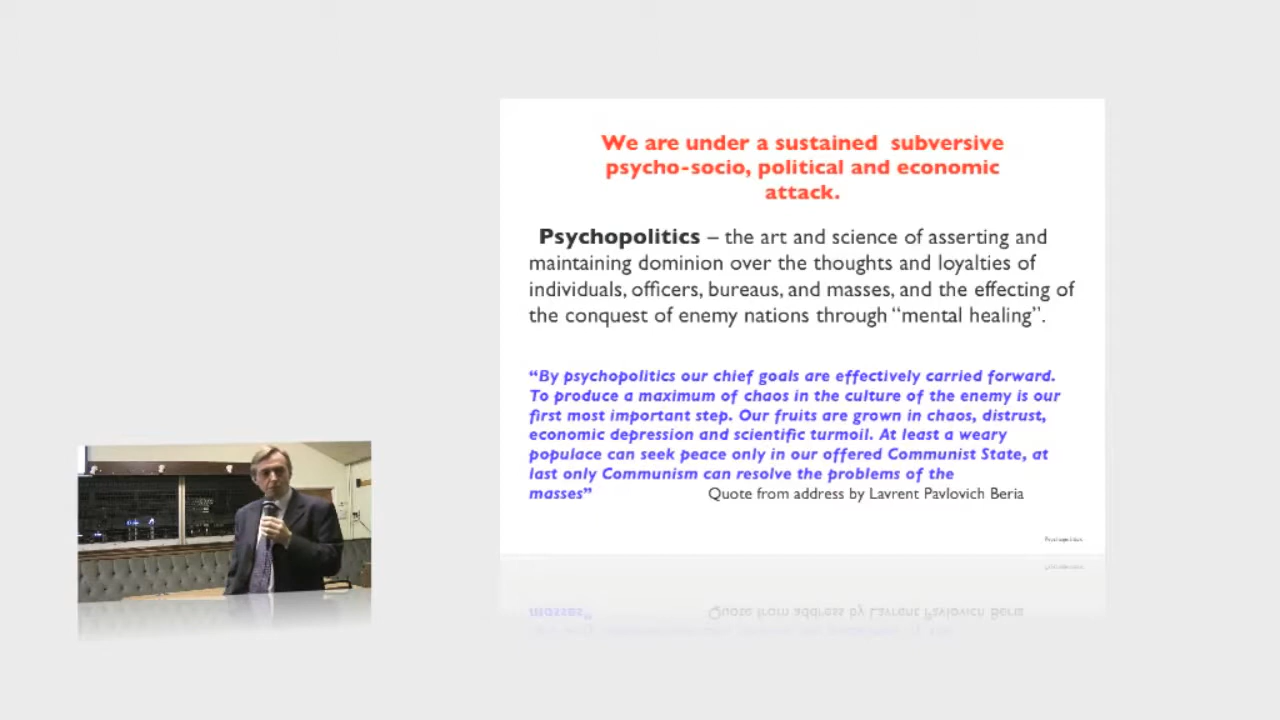 We are under a sustained subversive
psycho-socio, political and economic
attack.
Psychopolitics – the art and science of asserting and
maintaining dominion over the thoughts and loyalties of
individuals, officers, bureaus, and masses, and the effecting of
the conquest of enemy nations through “mental healing”.
“By psychopolitics our chief goals are effectively carried forward.
To produce a maximum of chaos in the culture of the enemy is our
first most important step. Our fruits are grown in chaos, distrust,
economic depression and scientific turmoil. At least a weary
populace can seek peace only in our offered Communist State, at
last only Communism can resolve the problems of the
masses” Quote from address by Lavrent Pavlovich Beria